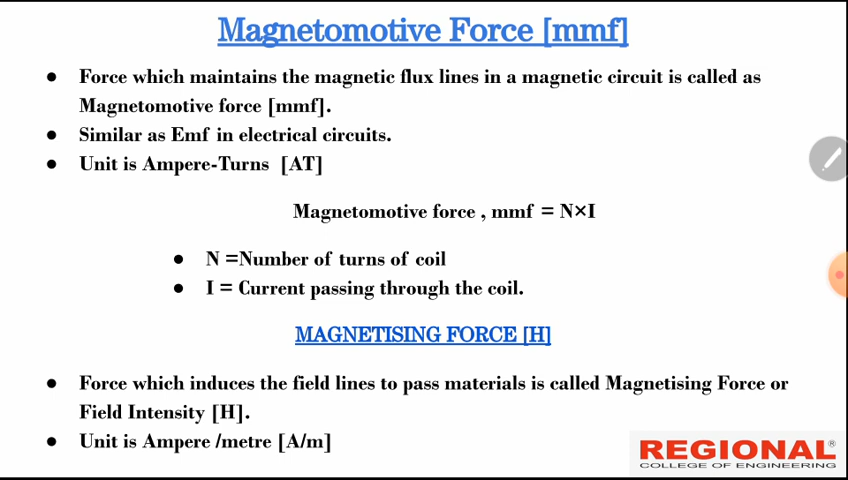 Magnetomotive Force [mmf]
● Force which maintains the magnetic flux lines in a magnetic circuit is called as
Magnetomotive force [mmf].
● Similar as Emf in electrical circuits.
● Unit is Ampere-Turns [AT]
Magnetomotive force , mmf = N×I
● N =Number of turns of coil
● I = Current passing through the coil.
MAGNETISING FORCE [H]
● Force which induces the field lines to pass materials is called Magnetising Force or
Field Intensity [H].
● Unit is Ampere /metre [A/m]
REGIONAL®
COLLEGE OF ENGINEERING